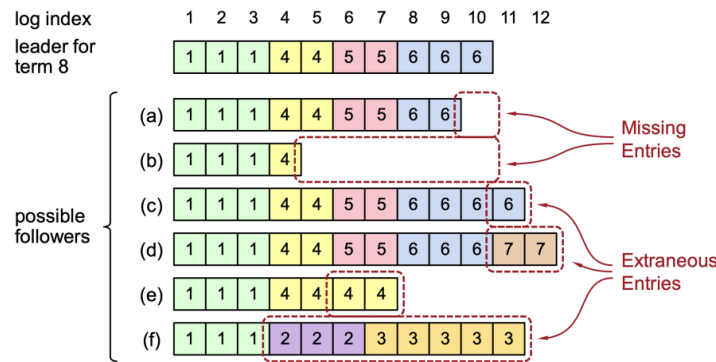 log index 1 2 3 4 5 6 7 8 9 10 11 12
leader for
term 8
1 1 1 4 4 5 5 6 6 6
possible
followers
(a) 1 1 1 4 4 5 5 6 6
(b) 1 1 1 4
(c) 1 1 1 4 4 5 5 6 6 6 6
(d) 1 1 1 4 4 5 5 6 6 6 7 7
(e) 1 1 1 4 4 4 4
(f) 1 1 1 2 2 2 3 3 3 3 3
Missing
Entries
Extraneous
Entries